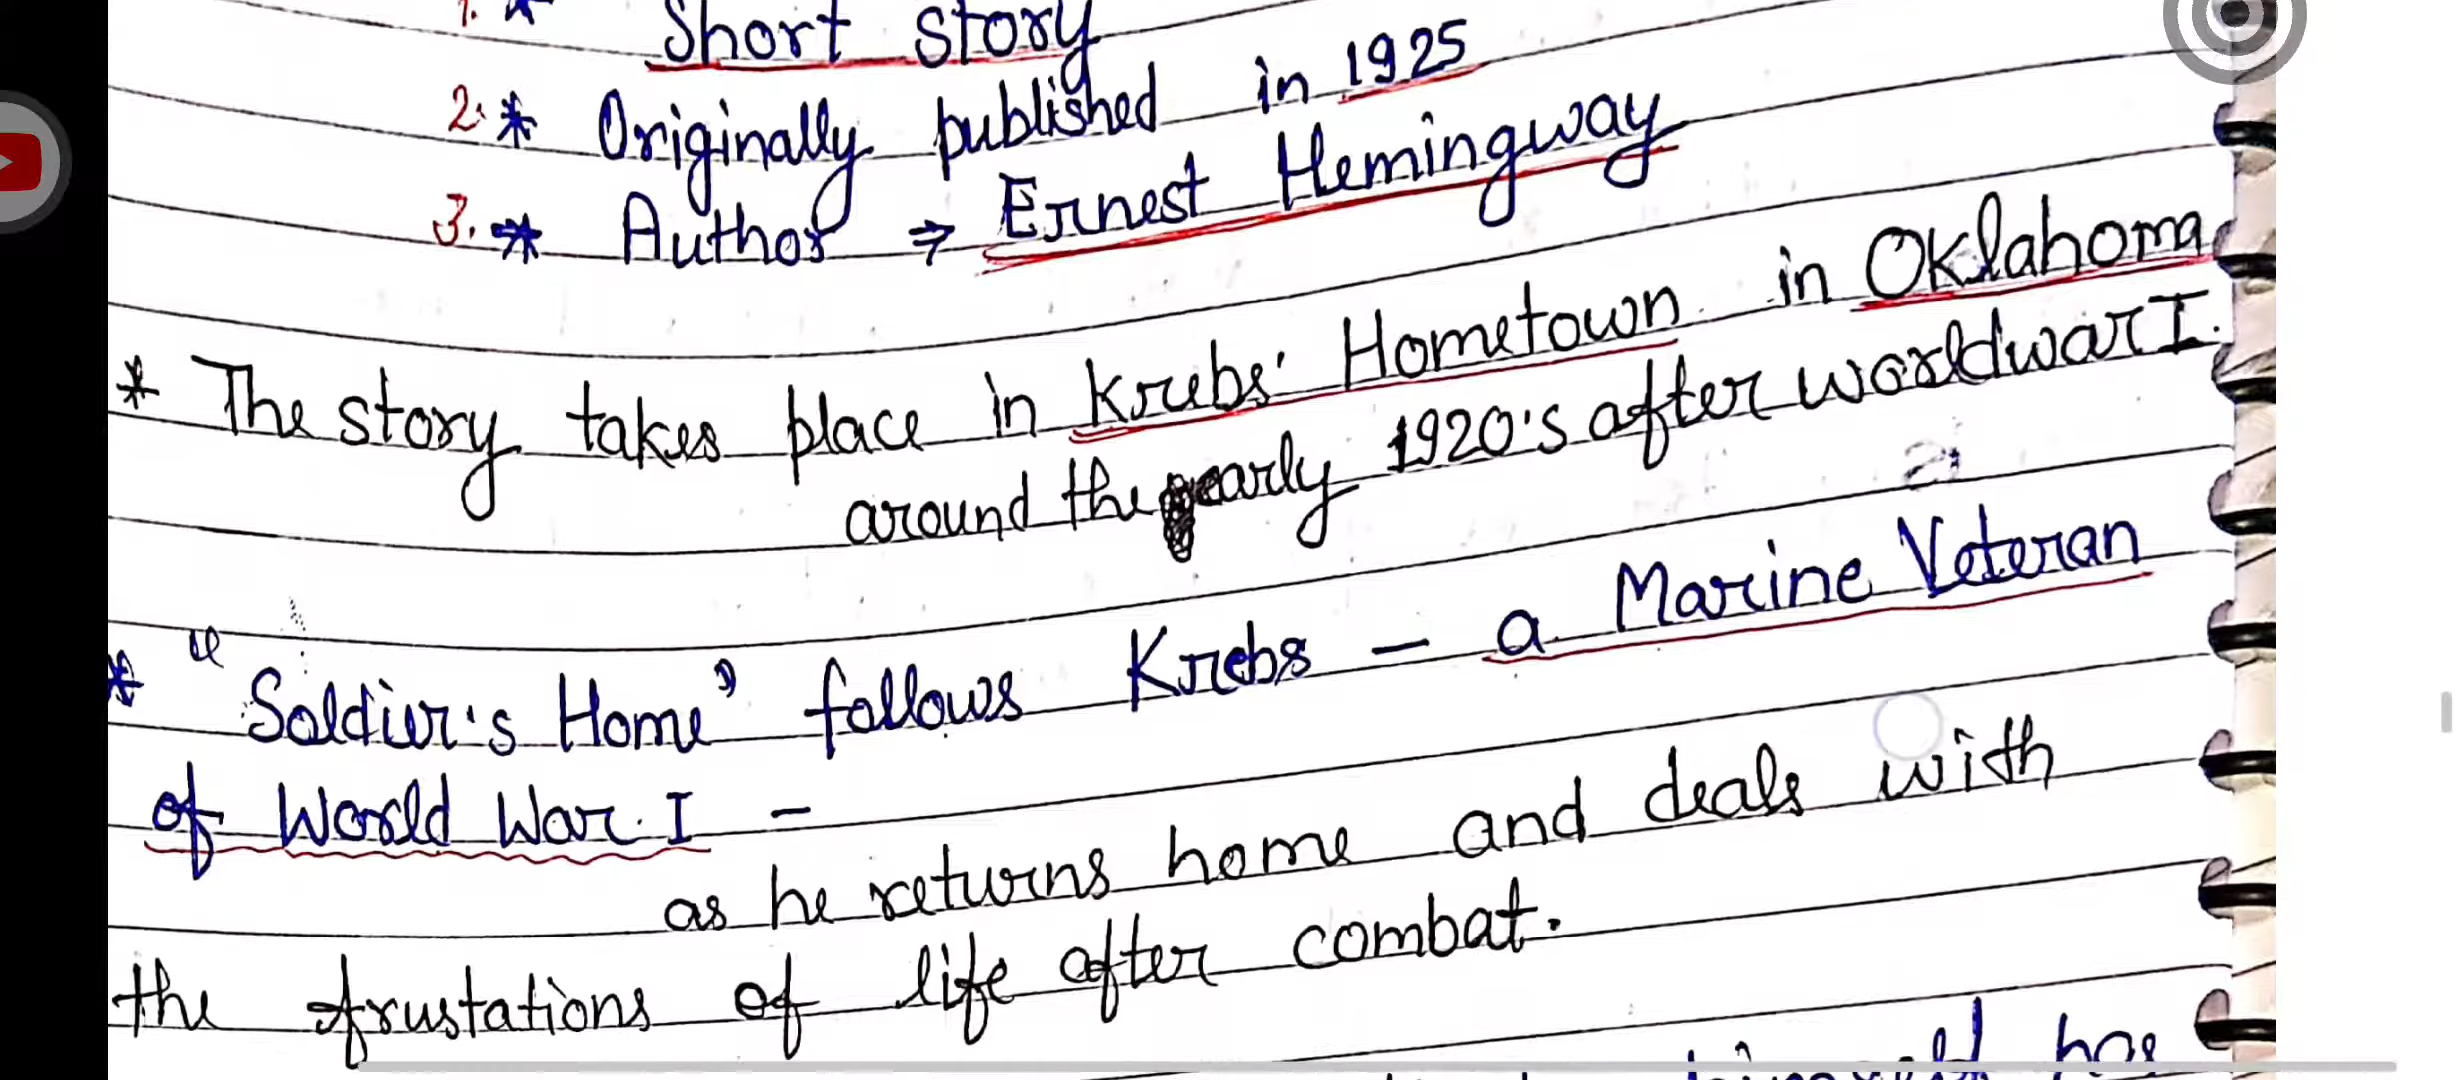 1. * Short story
2. * Originally published in 1925
3. * Author ⇒ Ernest Hemingway
* The story takes place in Krebs' Hometown in Oklahoma
around the early 1920's after worldwar I.
* "Soldier's Home" follows Krebs – a Marine Veteran
of World War I –
as he returns home and deals with
the frustations of life after combat.
has